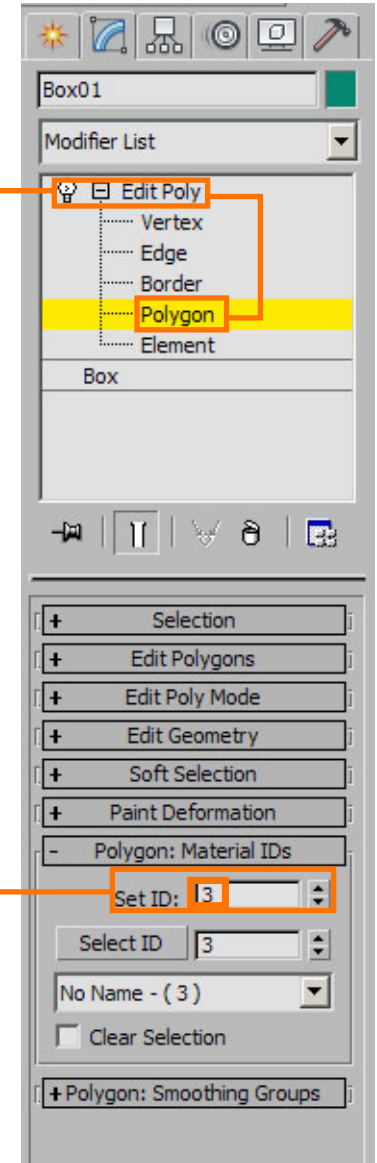 Box01
Modifier List
Edit Poly
Vertex
Edge
Border
Polygon
Element
Box
+ Selection
+ Edit Polygons
+ Edit Poly Mode
+ Edit Geometry
+ Soft Selection
+ Paint Deformation
- Polygon: Material IDs
Set ID: 3
Select ID 3
No Name - ( 3 )
Clear Selection
+ Polygon: Smoothing Groups